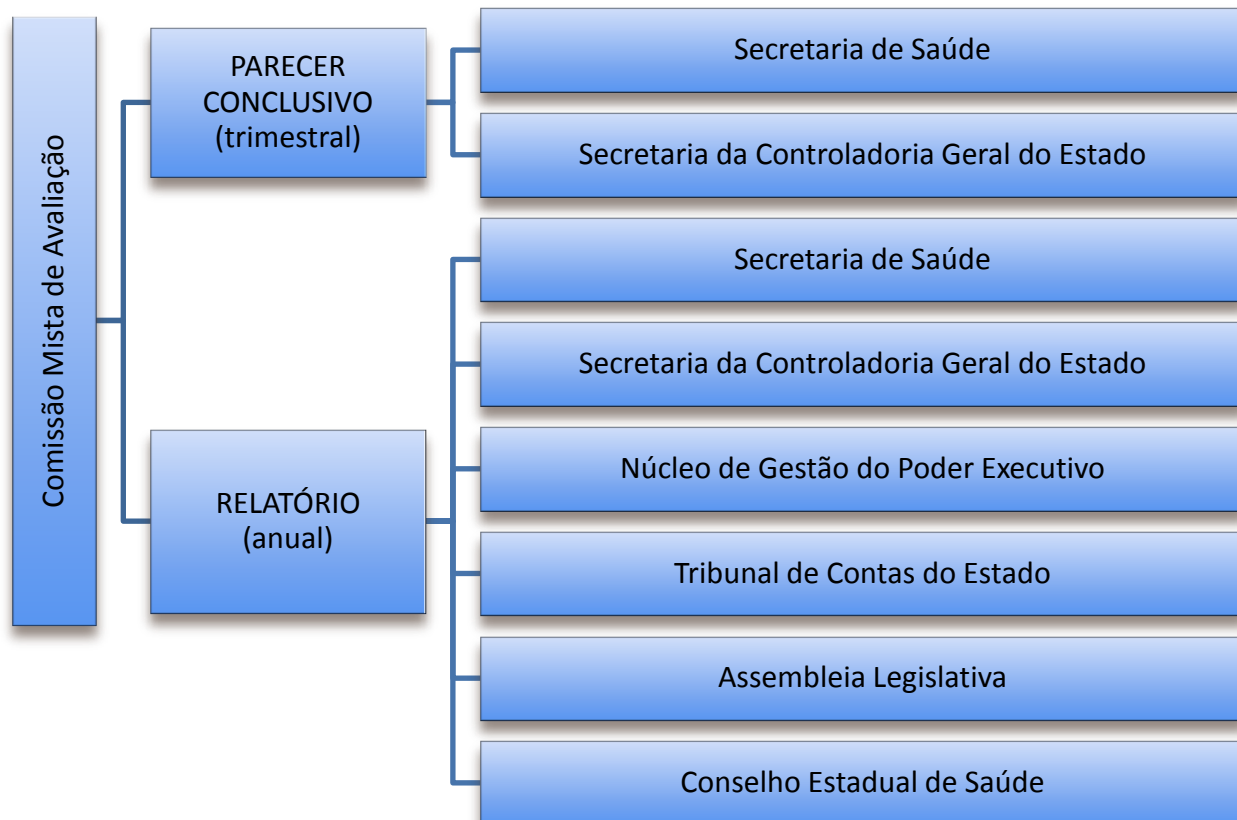 Comissão Mista de Avaliação
PARECER
CONCLUSIVO
(trimestral)
Secretaria de Saúde
Secretaria da Controladoria Geral do Estado
RELATÓRIO
(anual)
Secretaria de Saúde
Secretaria da Controladoria Geral do Estado
Núcleo de Gestão do Poder Executivo
Tribunal de Contas do Estado
Assembleia Legislativa
Conselho Estadual de Saúde